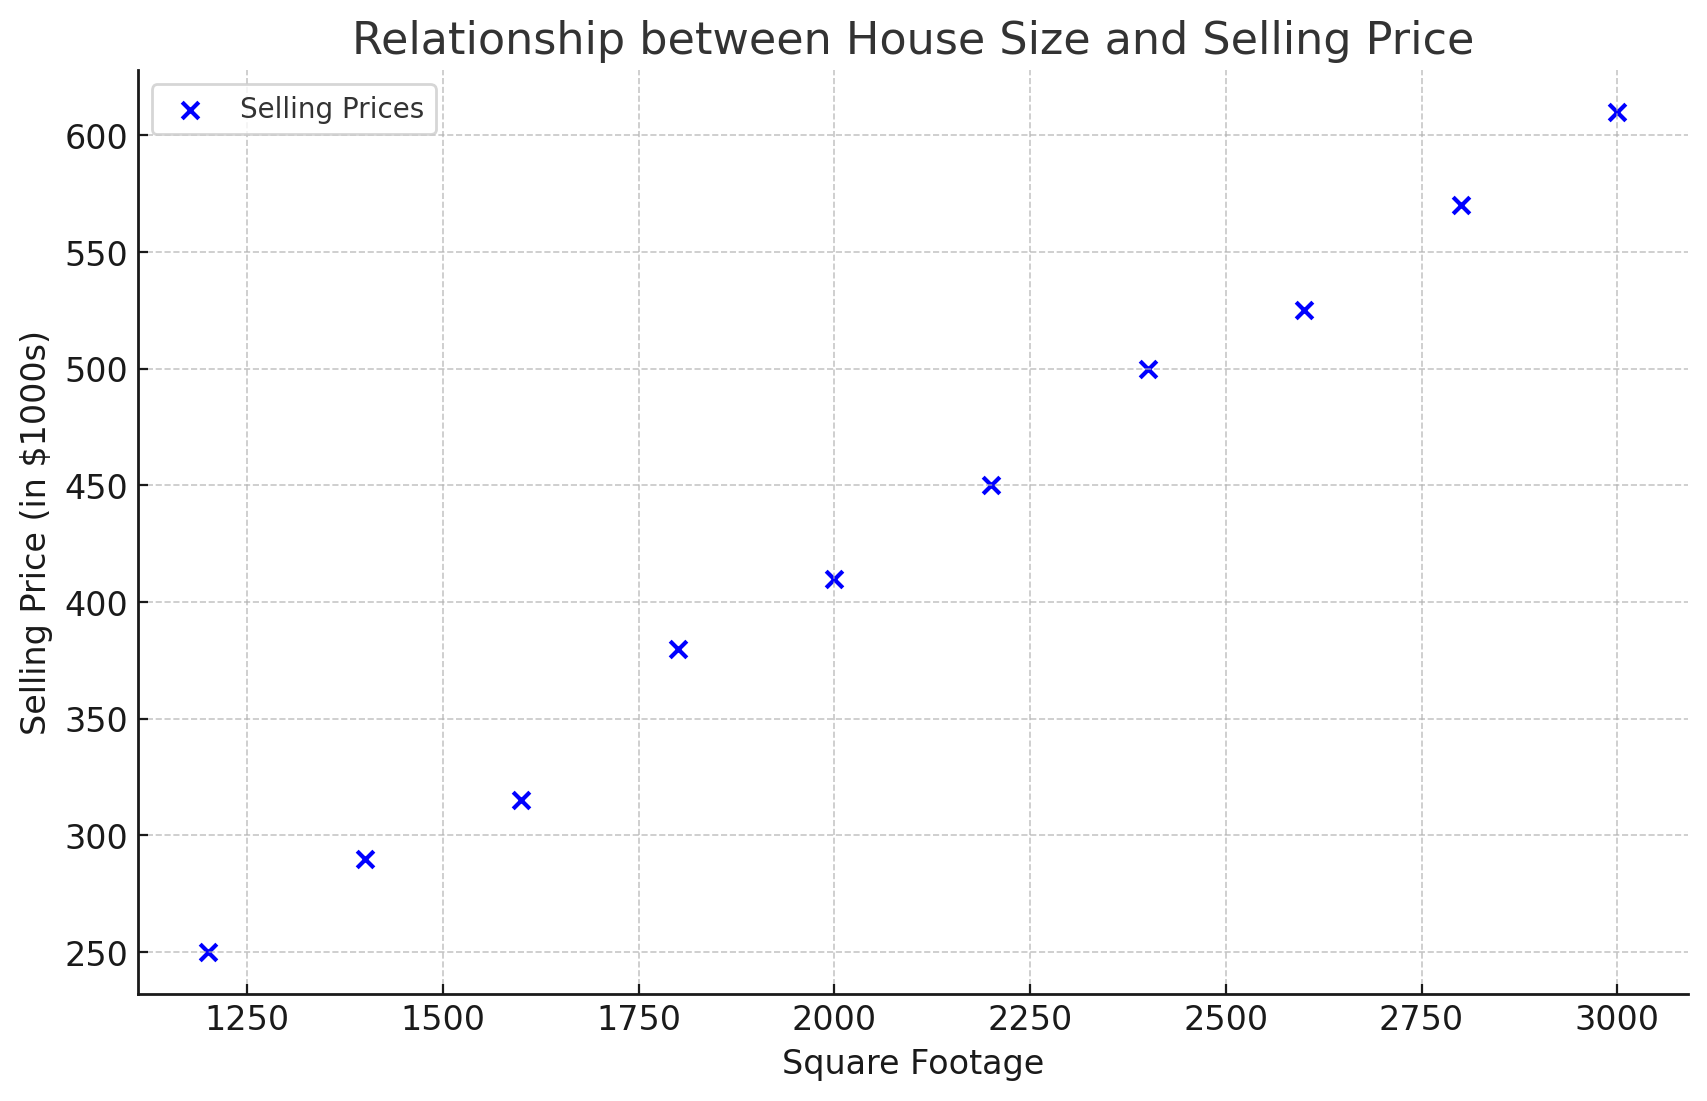 Relationship between House Size and Selling Price
Selling Prices
600
550
500
450
400
350
300
250
Selling Price (in $1000s)
1250 1500 1750 2000 2250 2500 2750 3000
Square Footage